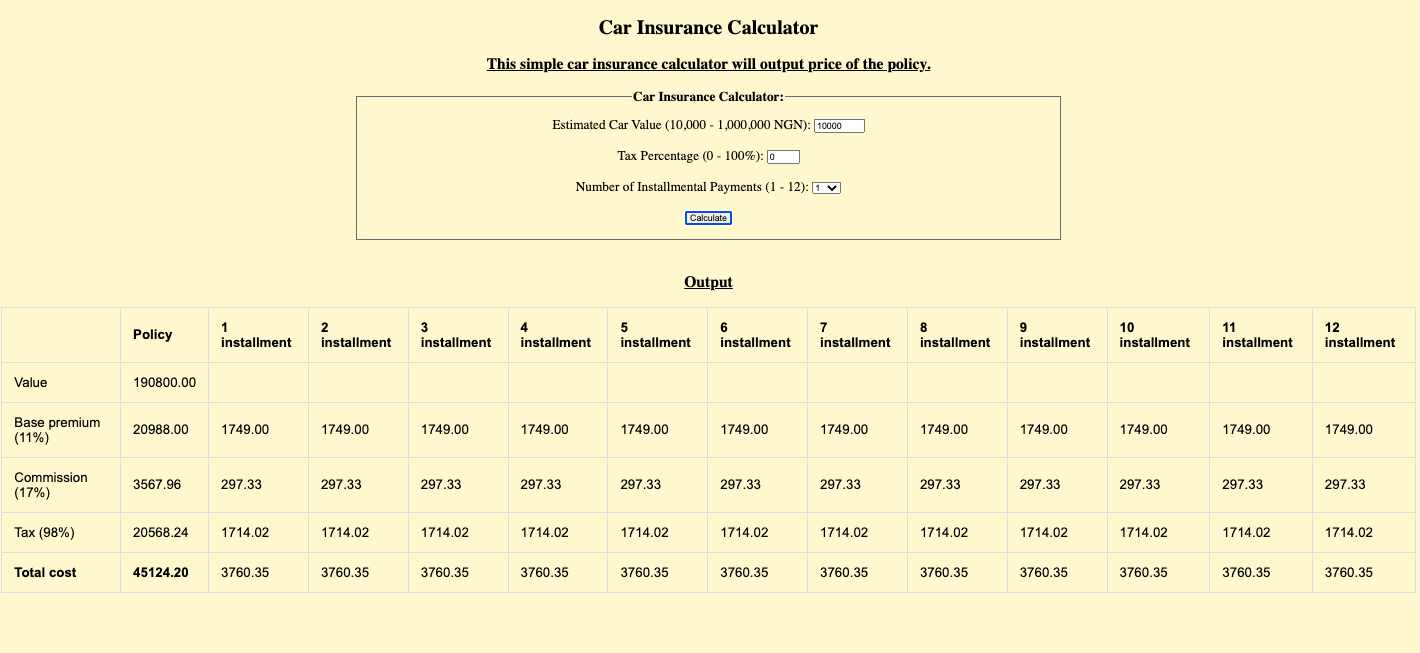 Car Insurance Calculator
This simple car insurance calculator will output price of the policy.
Car Insurance Calculator:
Estimated Car Value (10,000 - 1,000,000 NGN): 10000
Tax Percentage (0 - 100%): 0
Number of Installmental Payments (1 - 12): 1
Calculate
Output
Policy 1 installment 2 installment 3 installment 4 installment 5 installment 6 installment 7 installment 8 installment 9 installment 10 installment 11 installment 12 installment
Value 190800.00
Base premium (11%) 20988.00 1749.00 1749.00 1749.00 1749.00 1749.00 1749.00 1749.00 1749.00 1749.00 1749.00 1749.00 1749.00
Commission (17%) 3567.96 297.33 297.33 297.33 297.33 297.33 297.33 297.33 297.33 297.33 297.33 297.33 297.33
Tax (98%) 20568.24 1714.02 1714.02 1714.02 1714.02 1714.02 1714.02 1714.02 1714.02 1714.02 1714.02 1714.02 1714.02
Total cost 45124.20 3760.35 3760.35 3760.35 3760.35 3760.35 3760.35 3760.35 3760.35 3760.35 3760.35 3760.35 3760.35